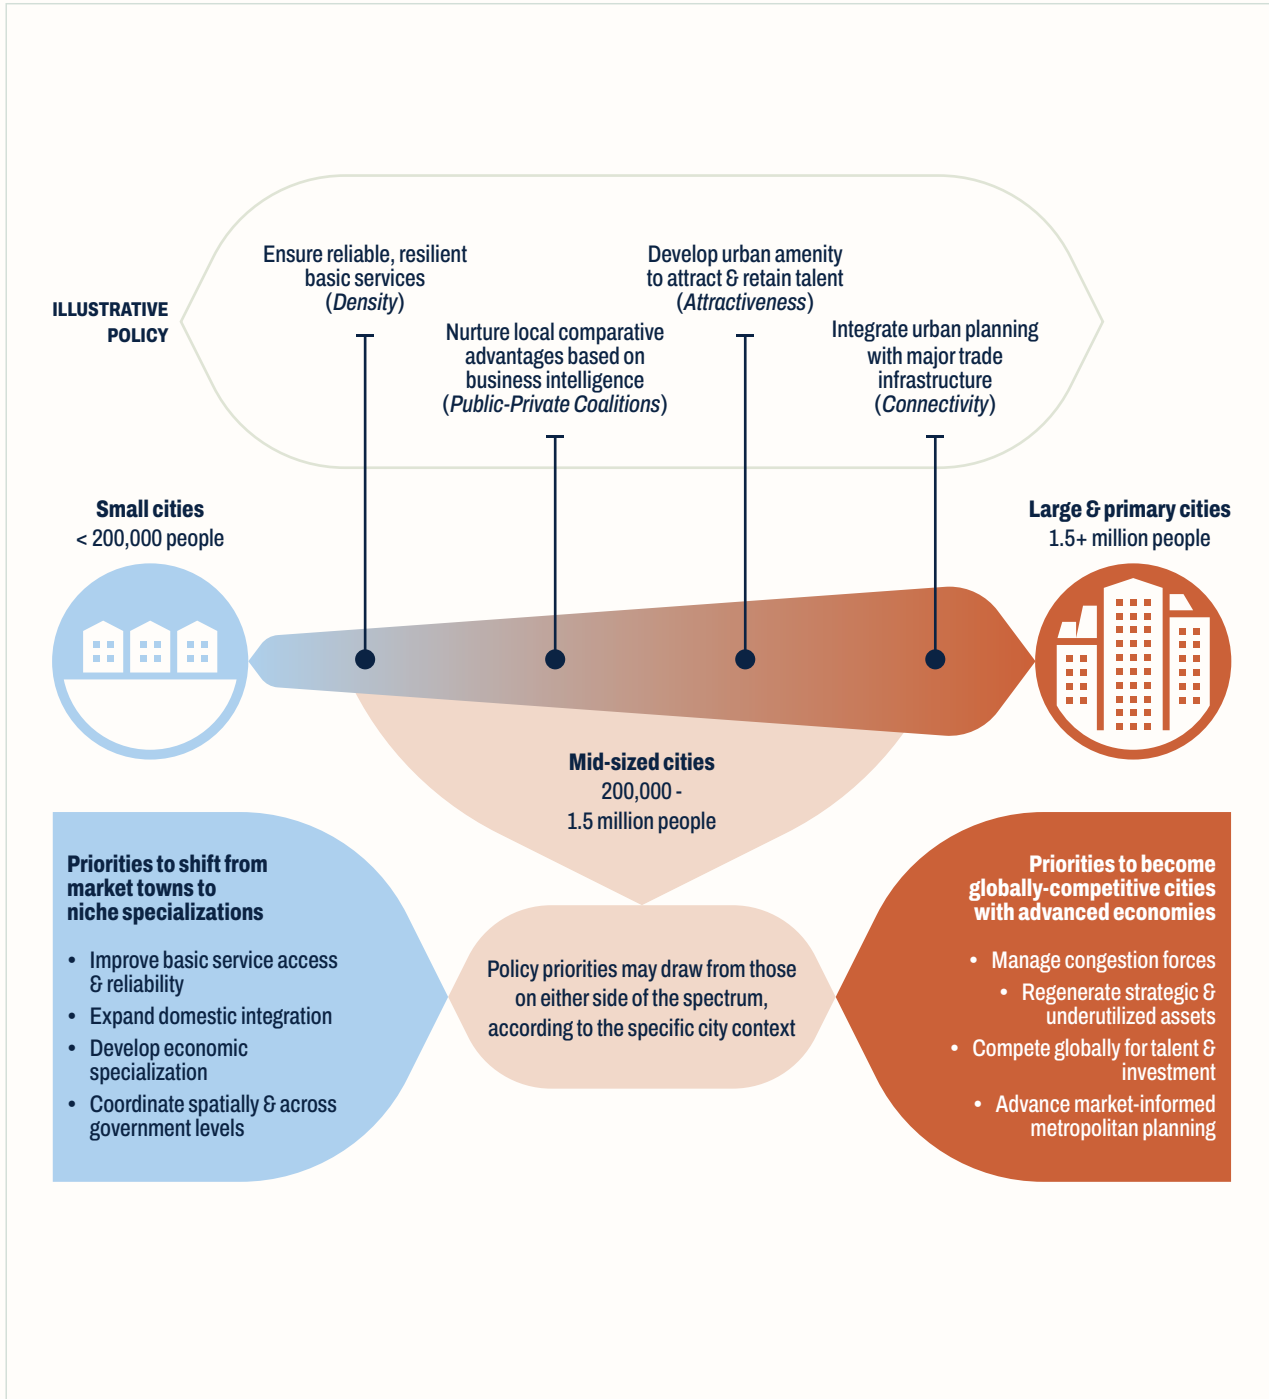 ILLUSTRATIVE
POLICY
Ensure reliable, resilient
basic services
(Density)
Nurture local comparative
advantages based on
business intelligence
(Public-Private Coalitions)
Develop urban amenity
to attract & retain talent
(Attractiveness)
Integrate urban planning
with major trade
infrastructure
(Connectivity)
Small cities
< 200,000 people
Large & primary cities
1.5+ million people
Mid-sized cities
200,000 -
1.5 million people
Priorities to shift from
market towns to
niche specializations
• Improve basic service access
& reliability
• Expand domestic integration
• Develop economic
specialization
• Coordinate spatially & across
government levels
Policy priorities may draw from those
on either side of the spectrum,
according to the specific city context
Priorities to become
globally-competitive cities
with advanced economies
• Manage congestion forces
• Regenerate strategic &
underutilized assets
• Compete globally for talent &
investment
• Advance market-informed
metropolitan planning